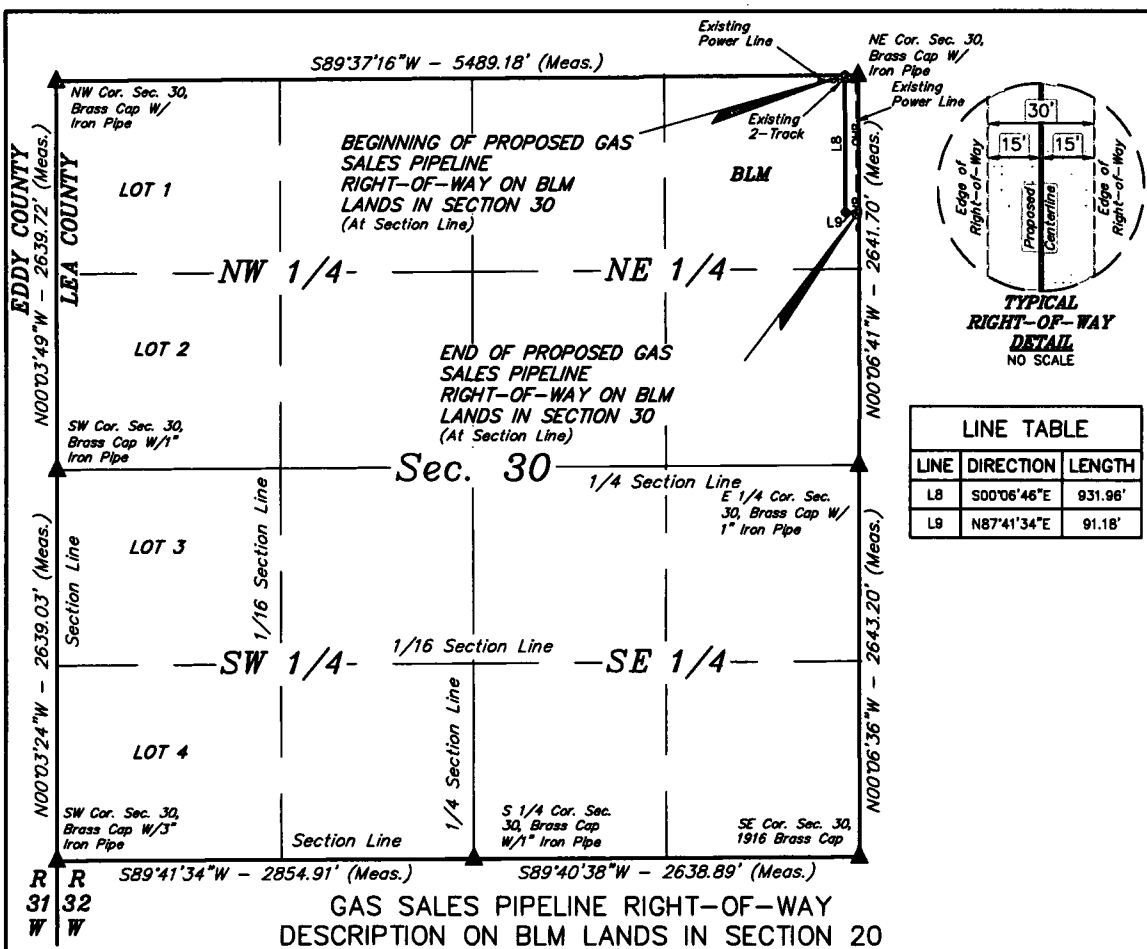 Existing
Power Line
NE Cor. Sec. 30,
Brass Cap W/
Iron Pipe
S89°37'16"W - 5489.18' (Meas.)
NW Cor. Sec. 30,
Brass Cap W/
Iron Pipe
Existing
Power Line
Existing
2-Track
BEGINNING OF PROPOSED GAS
SALES PIPELINE
RIGHT-OF-WAY ON BLM
LANDS IN SECTION 30
(At Section Line)
BLM
L8
OHP
L9
30'
15'
15'
Edge of
Right-of-Way
Proposed
Centerline
Edge of
Right-of-Way
TYPICAL
RIGHT-OF-WAY
DETAIL
NO SCALE
EDDY COUNTY
LEA COUNTY
N00°03'49"W - 2639.72' (Meas.)
LOT 1
NW 1/4
NE 1/4
N00°06'41"W - 2641.70' (Meas.)
LOT 2
END OF PROPOSED GAS
SALES PIPELINE
RIGHT-OF-WAY ON BLM
LANDS IN SECTION 30
(At Section Line)
SW Cor. Sec. 30,
Brass Cap W/1"
Iron Pipe
Sec. 30
1/4 Section Line
E 1/4 Cor. Sec.
30, Brass Cap W/
1" Iron Pipe
LINE TABLE
LINE DIRECTION LENGTH
L8 S00°06'46"E 931.96'
L9 N87°41'34"E 91.18'
LOT 3
N00°03'24"W - 2639.03' (Meas.)
Section Line
1/16 Section Line
1/16 Section Line
SW 1/4
SE 1/4
N00°06'36"W - 2643.20' (Meas.)
LOT 4
1/4 Section Line
SW Cor. Sec. 30,
Brass Cap W/3"
Iron Pipe
Section Line
S 1/4 Cor. Sec.
30, Brass Cap
W/1" Iron Pipe
SE Cor. Sec. 30,
1916 Brass Cap
R R
31 32
W W
S89°41'34"W - 2854.91' (Meas.)
S89°40'38"W - 2638.89' (Meas.)
GAS SALES PIPELINE RIGHT-OF-WAY
DESCRIPTION ON BLM LANDS IN SECTION 20